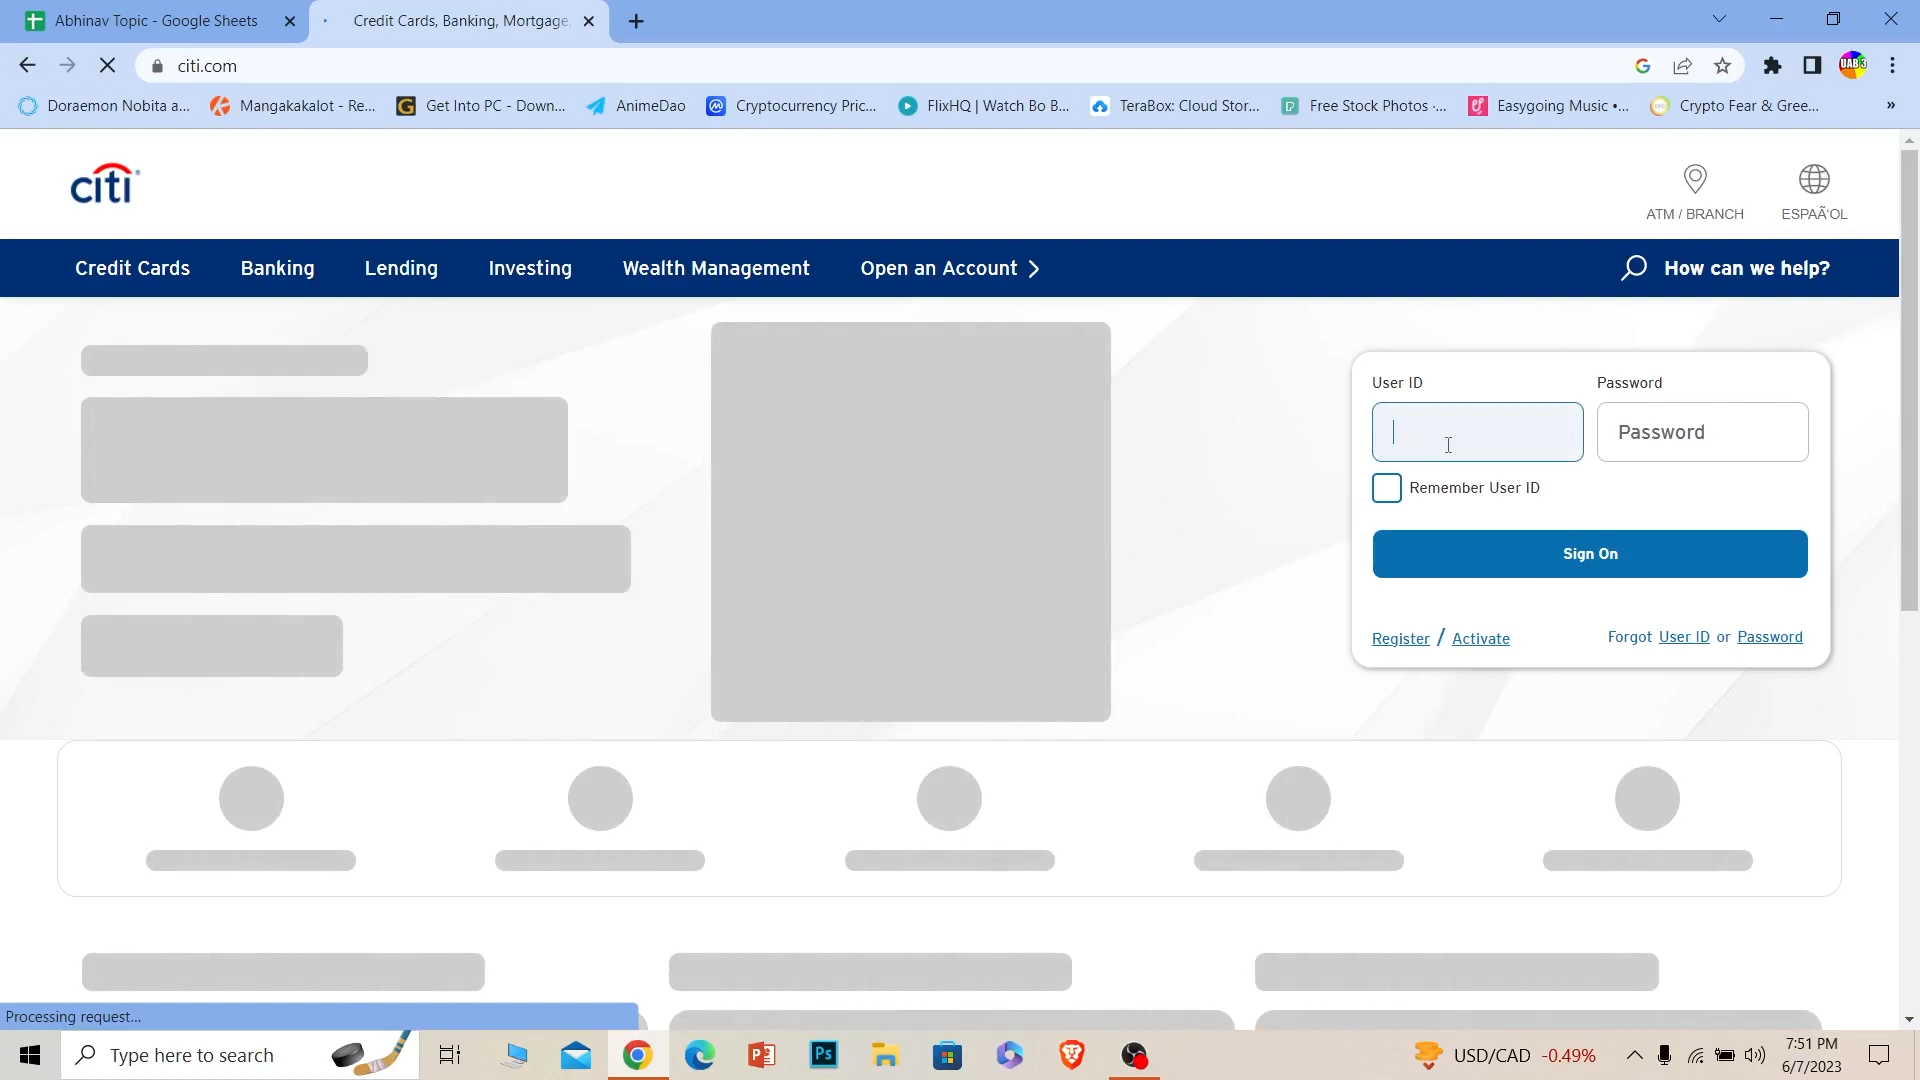 Abhinav Topic - Google Sheets
Credit Cards, Banking, Mortgage,
citi.com
UAB 3
Doraemon Nobita a...
Mangakakalot - Re...
Get Into PC - Down...
AnimeDao
Cryptocurrency Pric...
FlixHQ | Watch Bo B...
TeraBox: Cloud Stor...
Free Stock Photos ·...
Easygoing Music •...
Crypto Fear & Gree...
»
citi
ATM / BRANCH
ESPAÃ‘OL
Credit Cards
Banking
Lending
Investing
Wealth Management
Open an Account
How can we help?
User ID
Password
Password
Remember User ID
Sign On
Register / Activate
Forgot User ID or Password
Processing request...
Type here to search
Ps
USD/CAD -0.49%
7:51 PM
6/7/2023